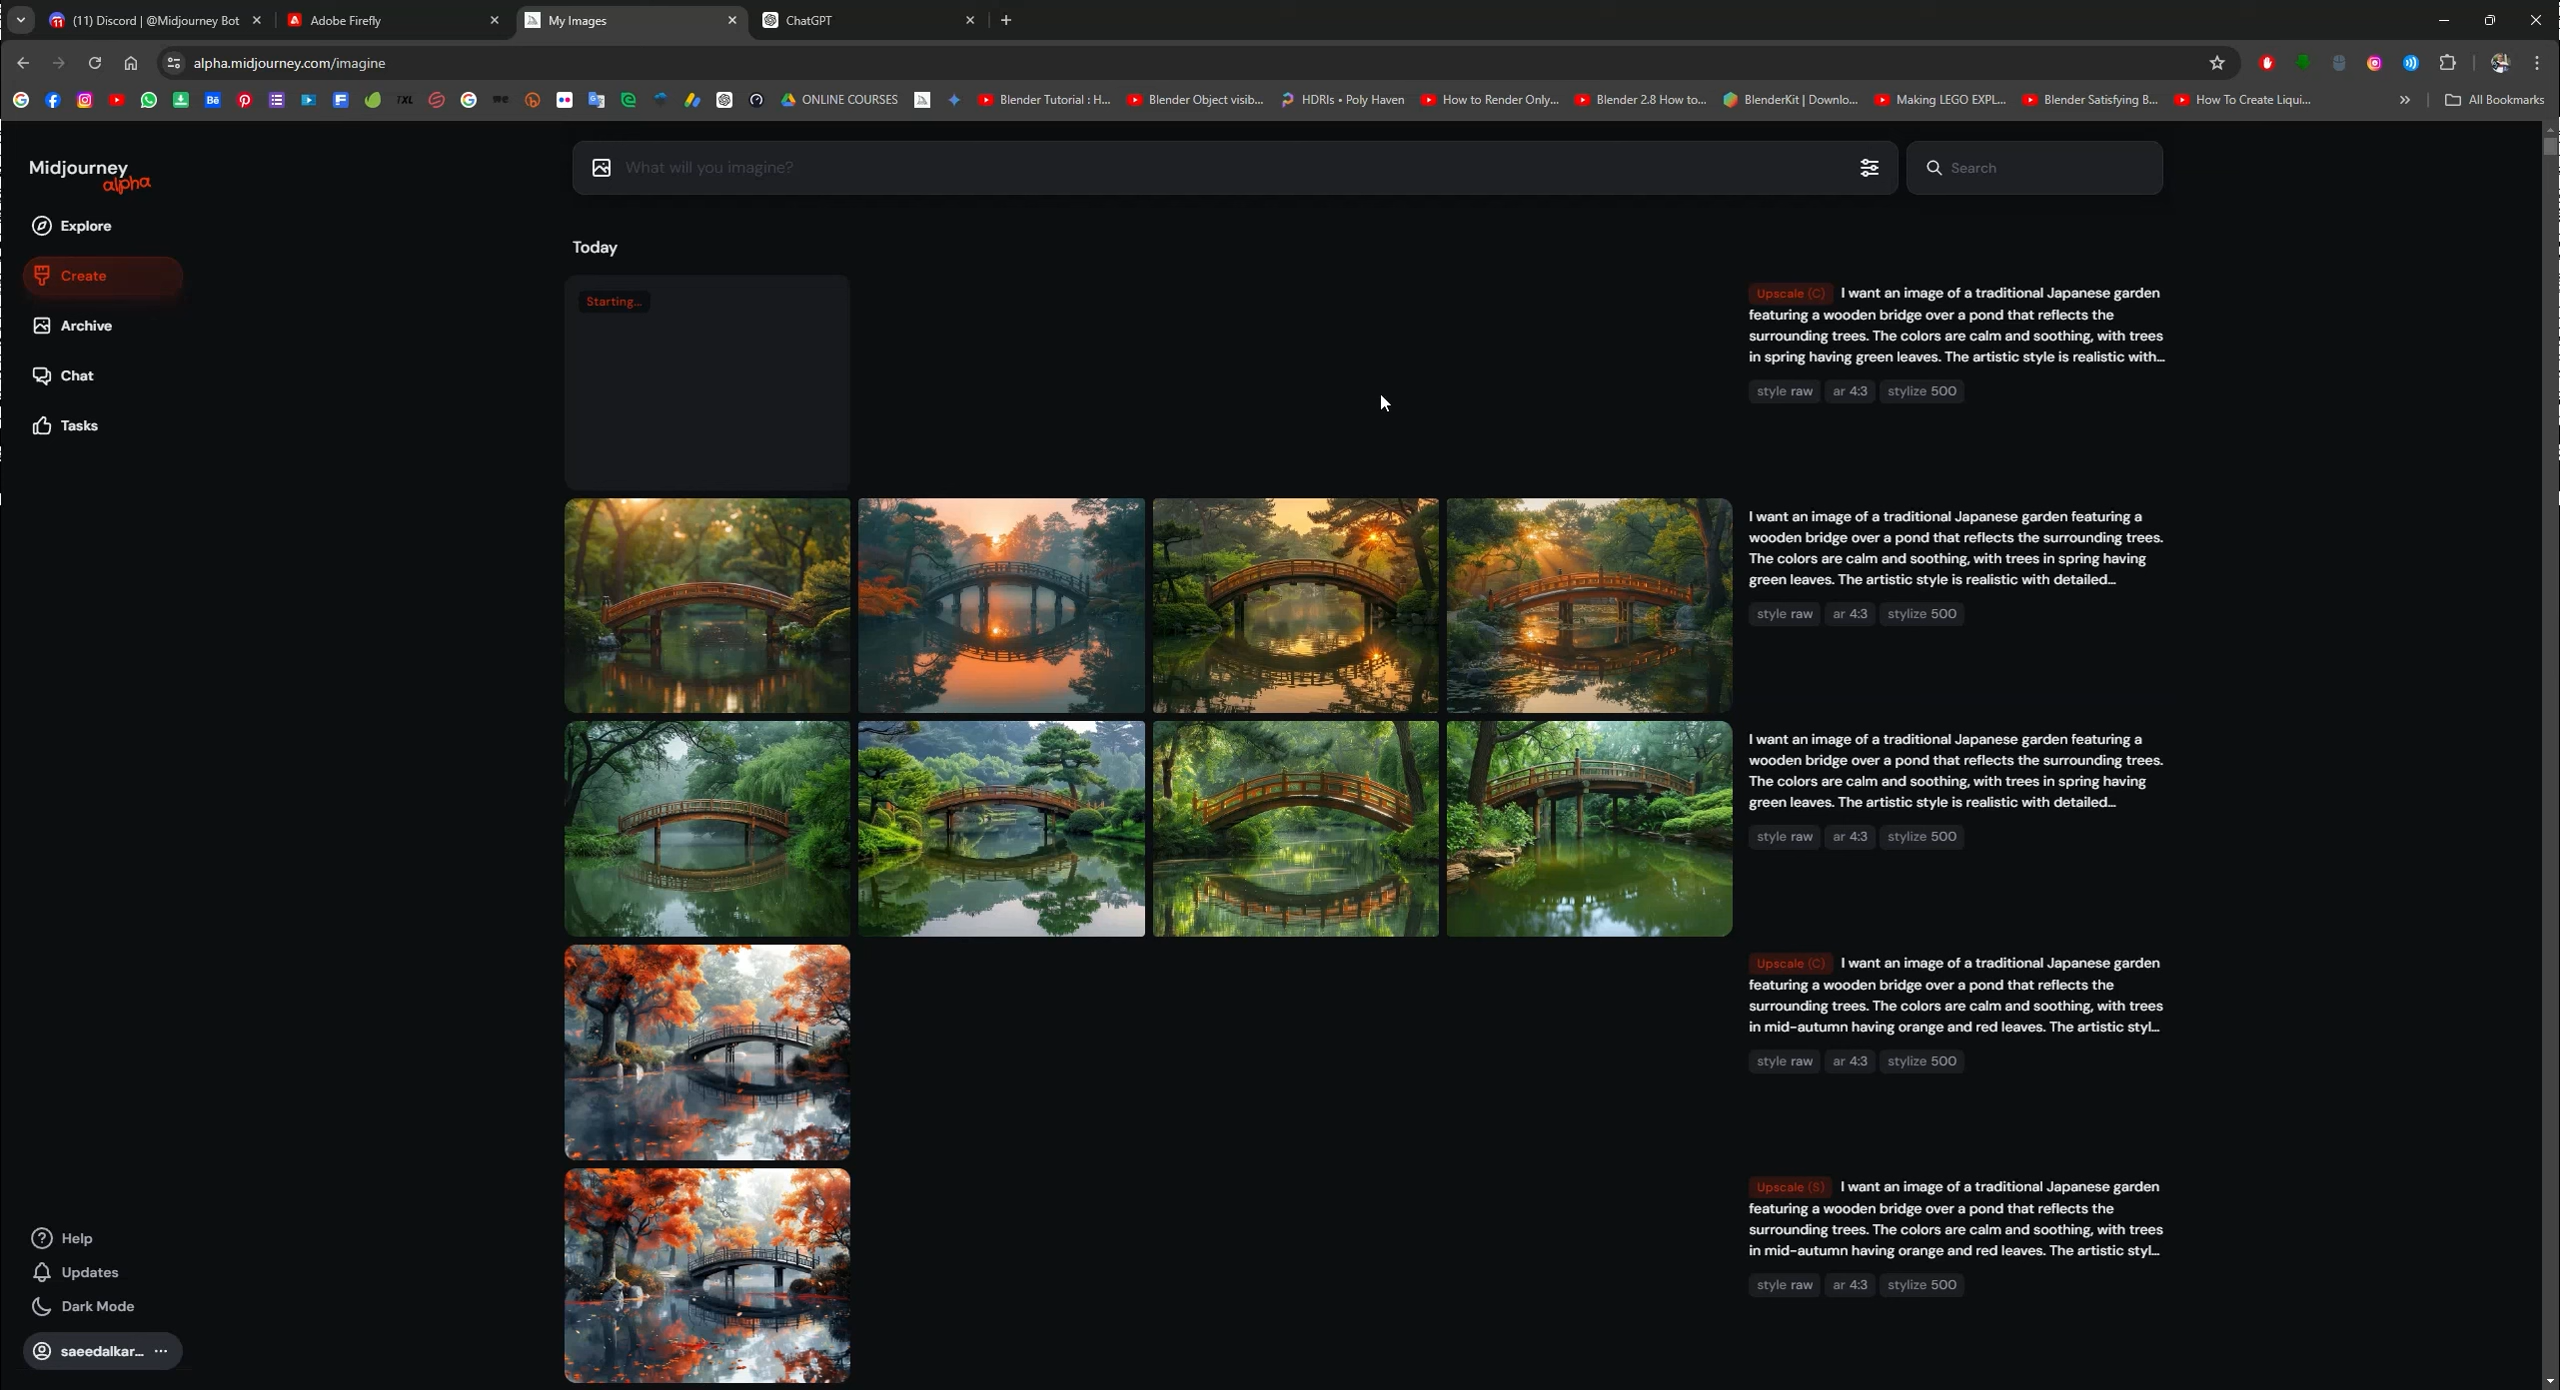 (11) Discord | @Midjourney Bot
Adobe Firefly
My Images
ChatGPT
alpha.midjourney.com/imagine
ONLINE COURSES
Blender Tutorial : H...
Blender Object visib...
HDRIs • Poly Haven
How to Render Only...
Blender 2.8 How to...
BlenderKit | Downlo...
Making LEGO EXPL...
Blender Satisfying B...
How To Create Liqui...
All Bookmarks
Midjourney
alpha
Explore
Create
Archive
Chat
Tasks
What will you imagine?
Search
Today
Starting...
Upscale (C) I want an image of a traditional Japanese garden
featuring a wooden bridge over a pond that reflects the
surrounding trees. The colors are calm and soothing, with trees
in spring having green leaves. The artistic style is realistic with...
style raw ar 4:3 stylize 500
I want an image of a traditional Japanese garden featuring a
wooden bridge over a pond that reflects the surrounding trees.
The colors are calm and soothing, with trees in spring having
green leaves. The artistic style is realistic with detailed...
style raw ar 4:3 stylize 500
I want an image of a traditional Japanese garden featuring a
wooden bridge over a pond that reflects the surrounding trees.
The colors are calm and soothing, with trees in spring having
green leaves. The artistic style is realistic with detailed...
style raw ar 4:3 stylize 500
Upscale (C) I want an image of a traditional Japanese garden
featuring a wooden bridge over a pond that reflects the
surrounding trees. The colors are calm and soothing, with trees
in mid-autumn having orange and red leaves. The artistic styl...
style raw ar 4:3 stylize 500
Upscale (S) I want an image of a traditional Japanese garden
featuring a wooden bridge over a pond that reflects the
surrounding trees. The colors are calm and soothing, with trees
in mid-autumn having orange and red leaves. The artistic styl...
style raw ar 4:3 stylize 500
Help
Updates
Dark Mode
saeedalkar...